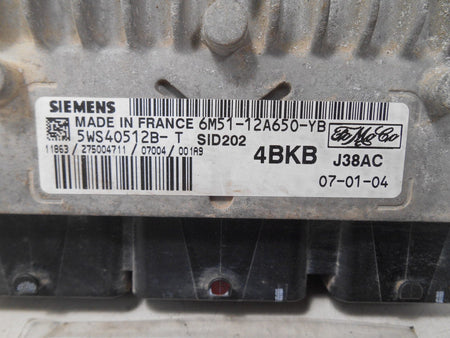 SIEMENS
MADE IN FRANCE 6M51-12A650-YB
5WS40512B-T SID202
FoMoCo
11863 / 275004711 / 07004 / 001A9
4BKB J38AC
07-01-04